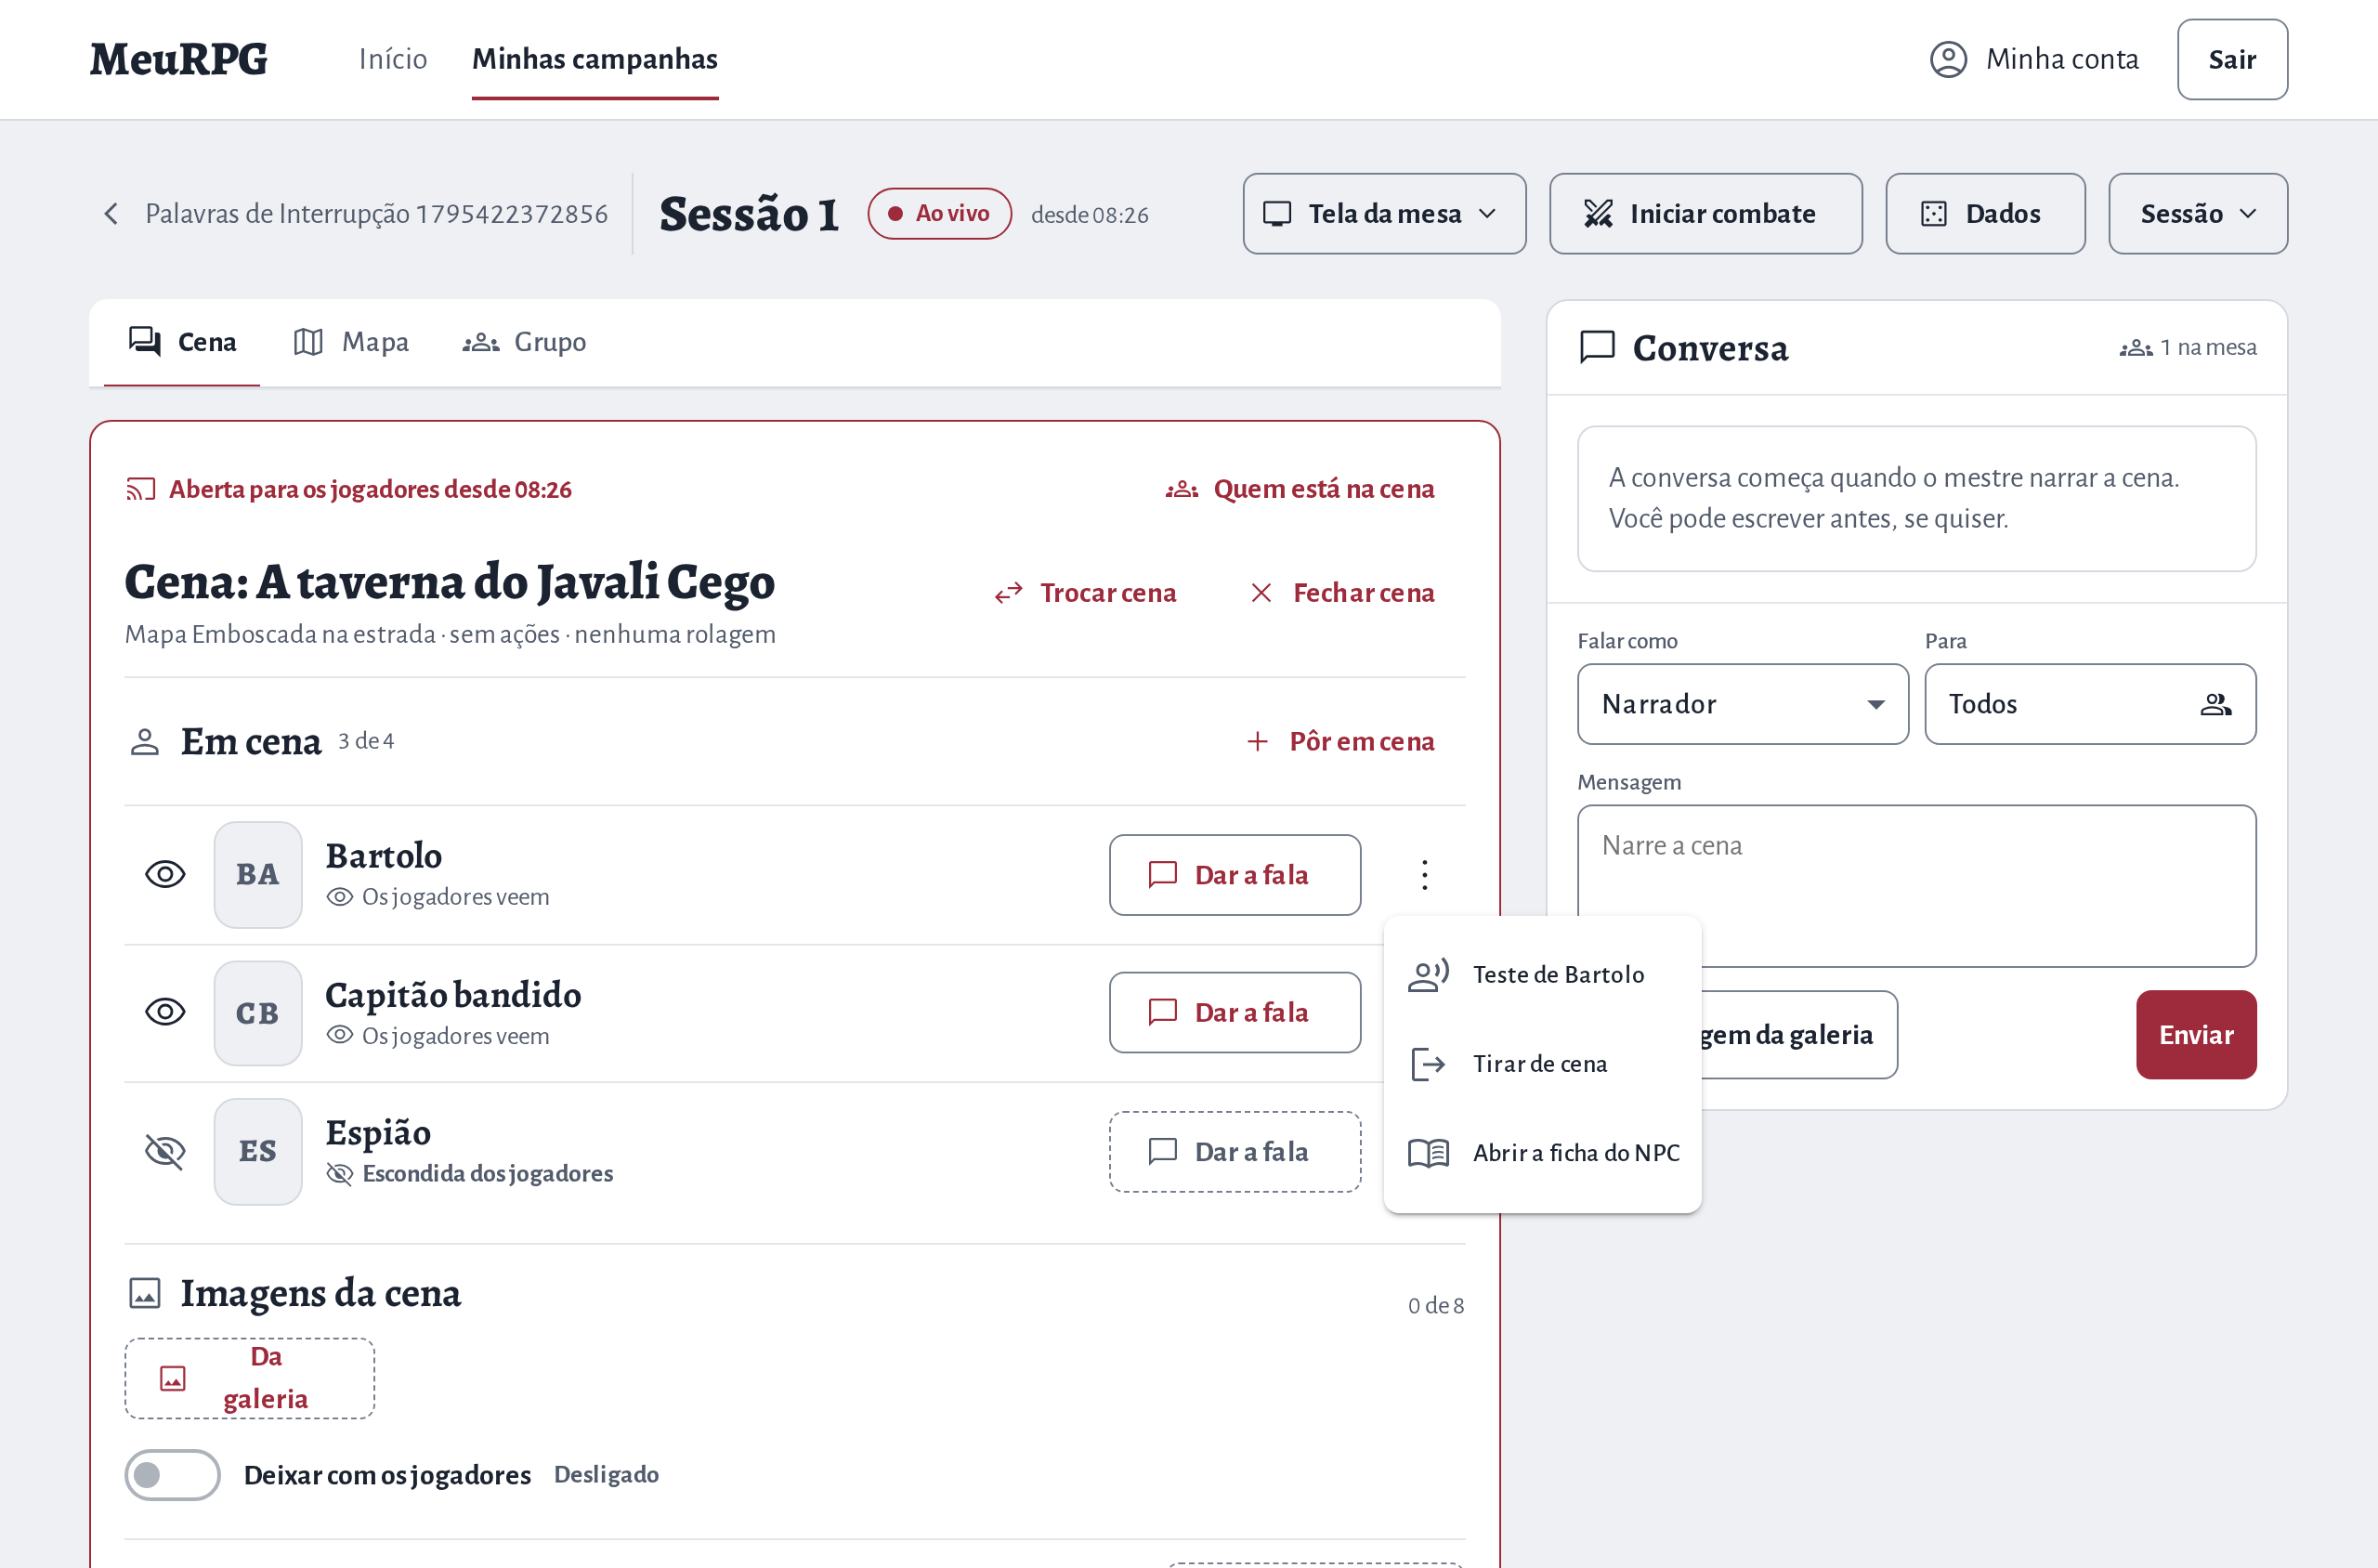 MeuRPG
Início
Minhas campanhas
Minha conta
Sair
Palavras de Interrupção 1795422372856
Sessão 1
Ao vivo
desde 08:26
Tela da mesa
Iniciar combate
Dados
Sessão
Cena
Mapa
Grupo
Aberta para os jogadores desde 08:26
Quem está na cena
Cena: A taverna do Javali Cego
Trocar cena
Fechar cena
Mapa Emboscada na estrada · sem ações · nenhuma rolagem
Em cena
3 de 4
Pôr em cena
BA
Bartolo
Os jogadores veem
Dar a fala
CB
Capitão bandido
Os jogadores veem
Dar a fala
ES
Espião
Escondida dos jogadores
Dar a fala
Teste de Bartolo
Tirar de cena
Abrir a ficha do NPC
Imagens da cena
0 de 8
Da
galeria
Deixar com os jogadores
Desligado
Conversa
1 na mesa
A conversa começa quando o mestre narrar a cena.
Você pode escrever antes, se quiser.
Falar como
Para
Narrador
Todos
Mensagem
Narre a cena
gem da galeria
Enviar